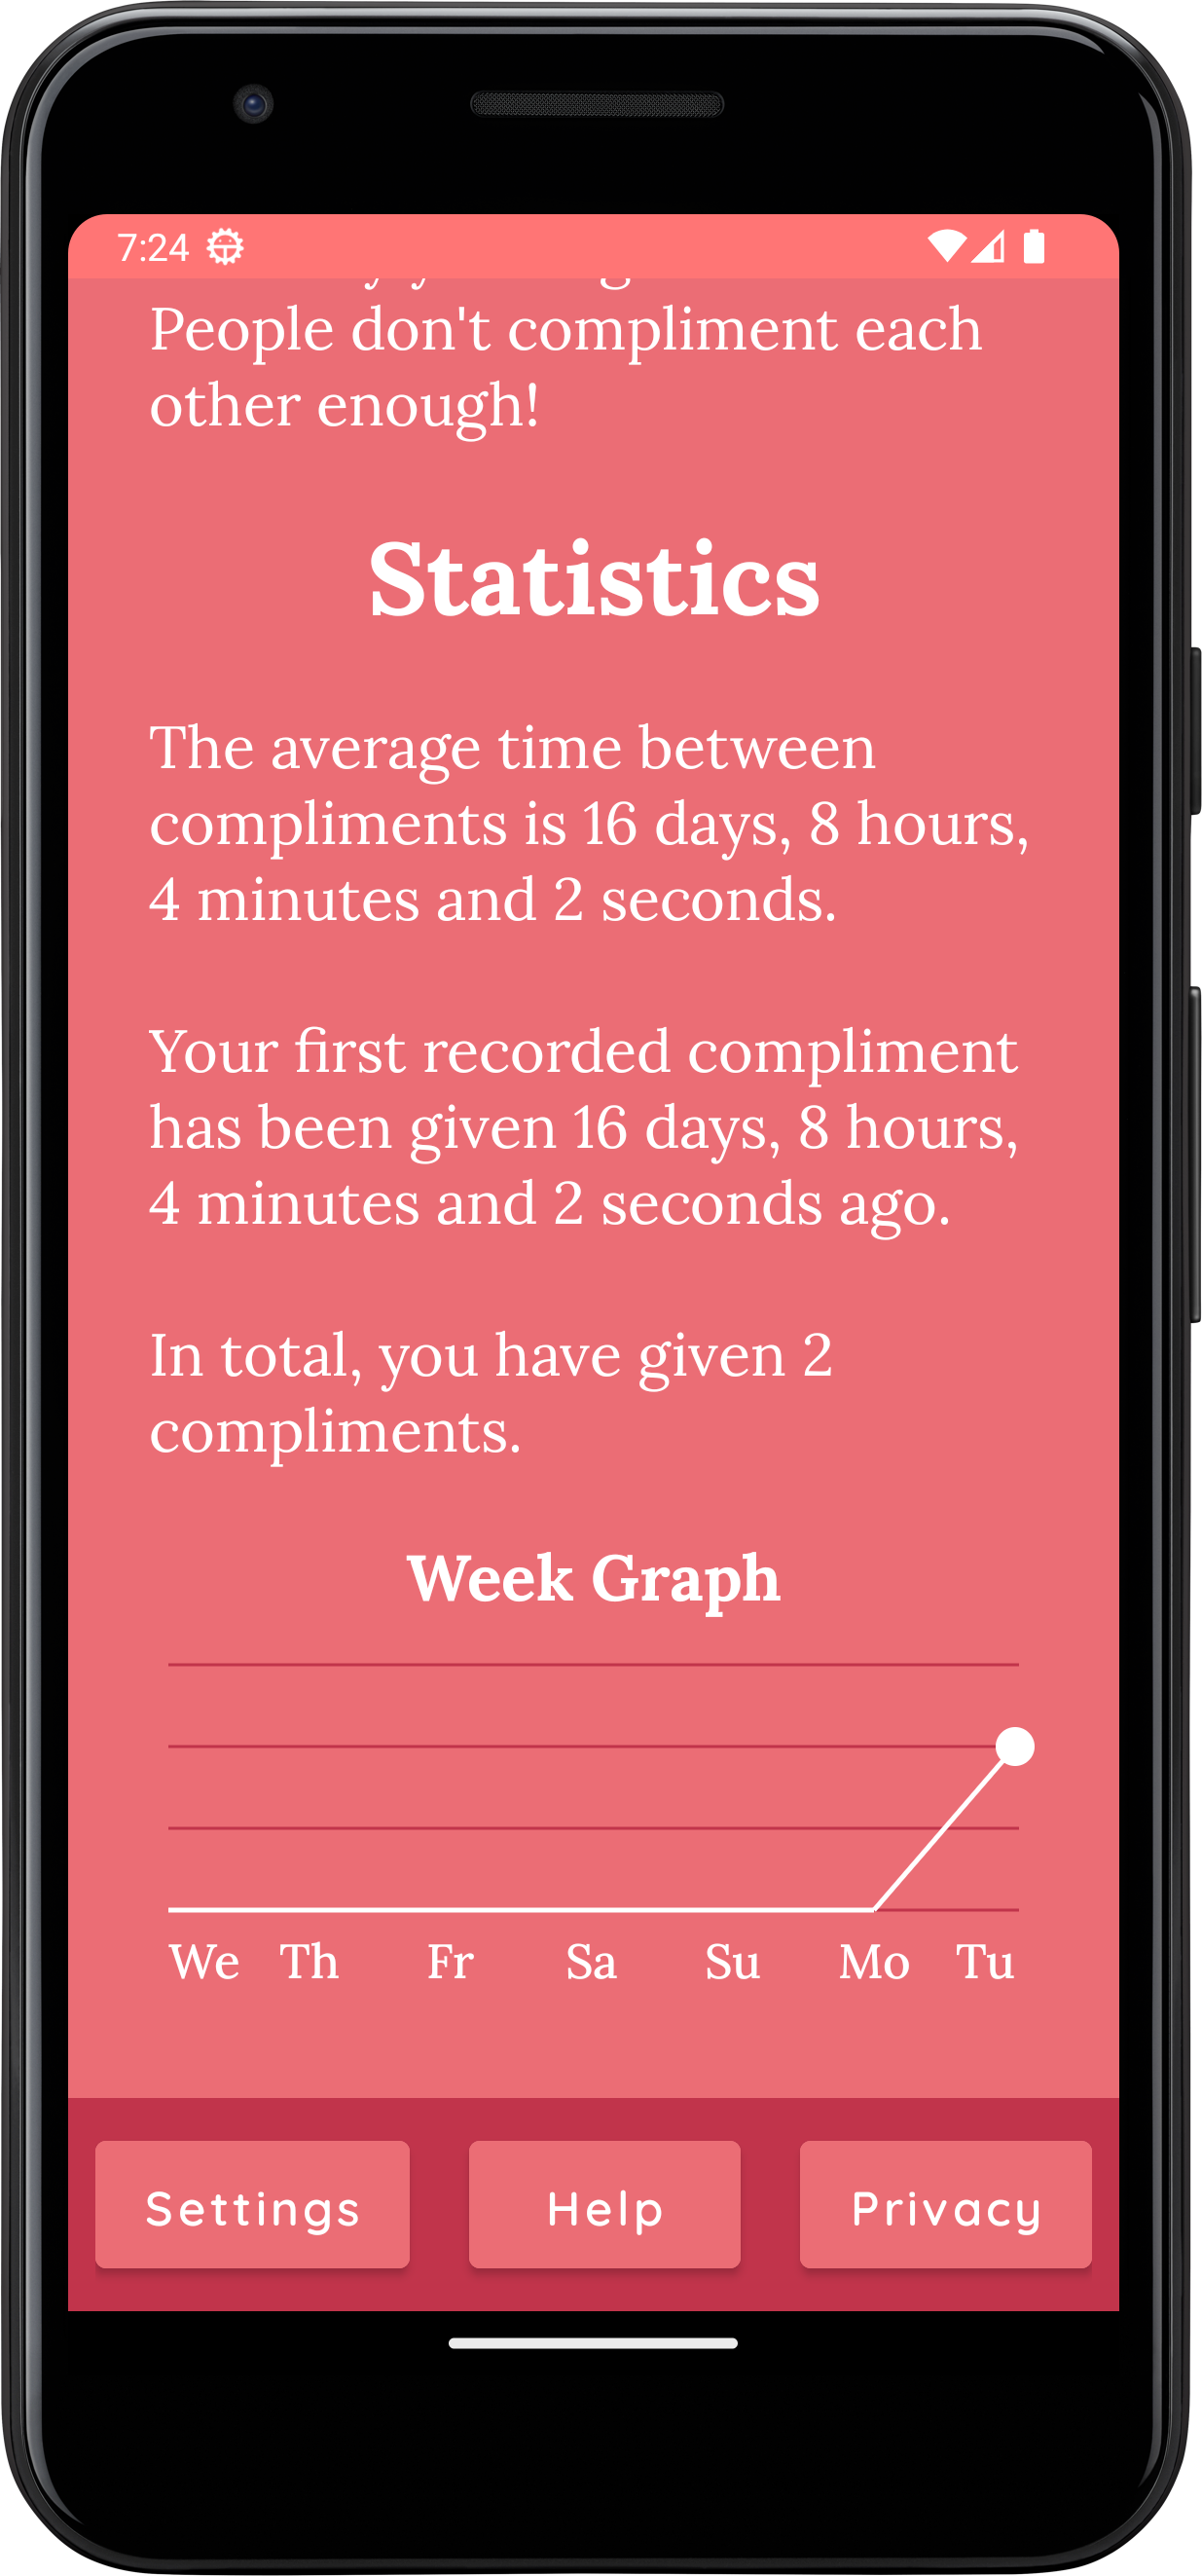 7:24
People don't compliment each
other enough!
Statistics
The average time between
compliments is 16 days, 8 hours,
4 minutes and 2 seconds.
Your first recorded compliment
has been given 16 days, 8 hours,
4 minutes and 2 seconds ago.
In total, you have given 2
compliments.
Week Graph
We Th Fr Sa Su Mo Tu
Settings Help Privacy